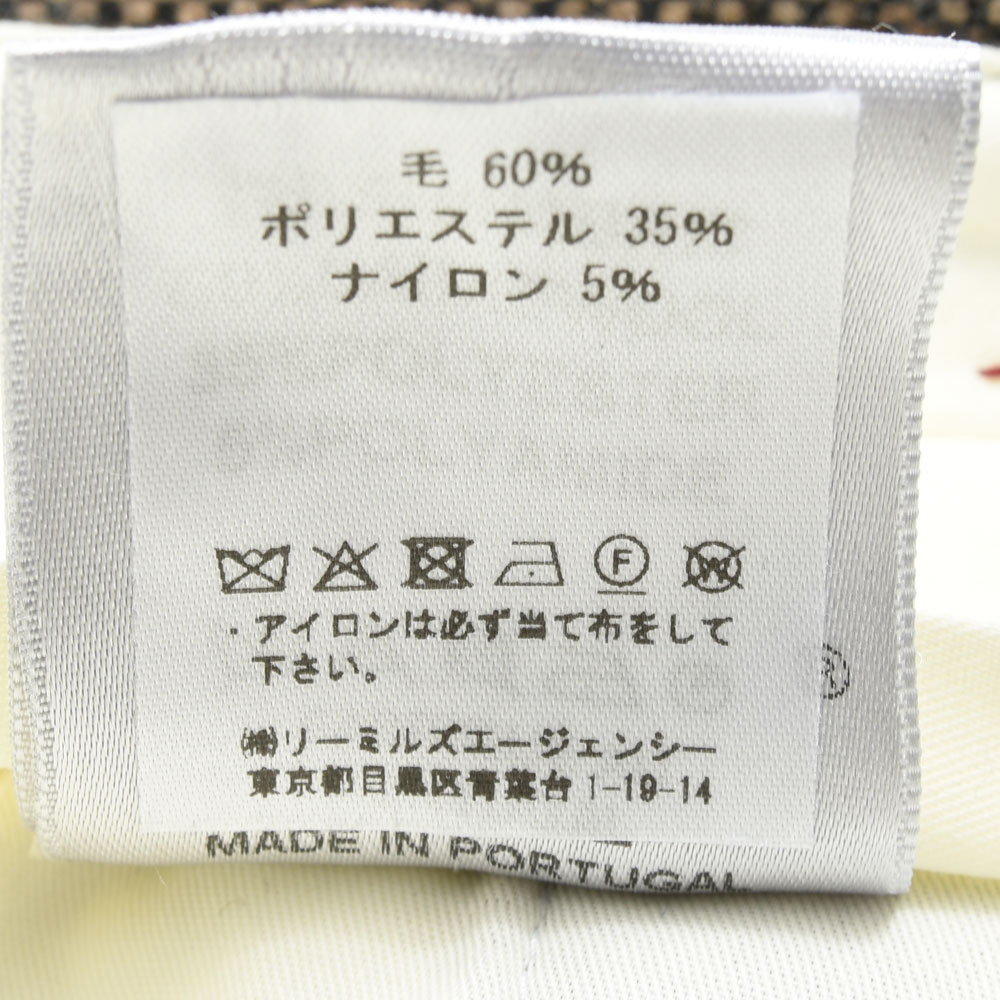 毛 60%
ポリエステル 35%
ナイロン 5%
F
W
・アイロンは必ず当て布をして
下さい。
㈱リーミルズエージェンシー
東京都目黒区青葉台 1-19-14
®
MADE IN PORTUGAL